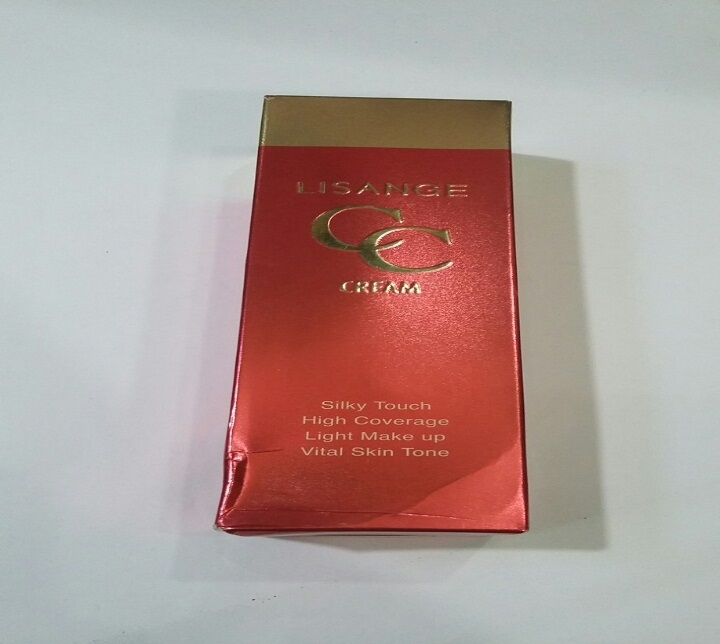 LISANGE
CC
CREAM
Silky Touch
High Coverage
Light Make up
Vital Skin Tone